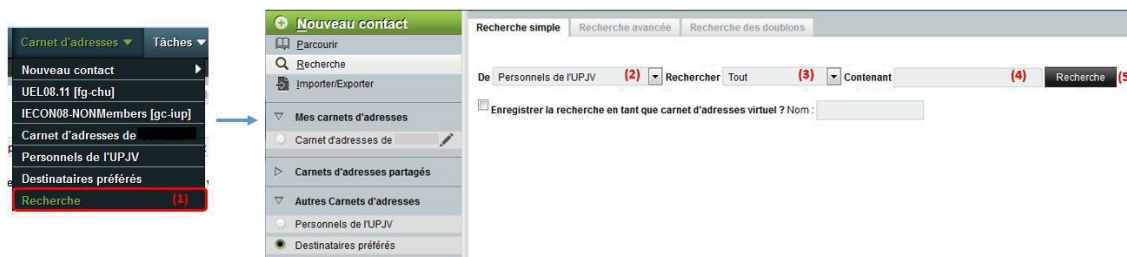 Carnet d'adresses Tâches
Nouveau contact
UEL08.11 [fg-chu]
IECON08-NONMembers [gc-iup]
Carnet d'adresses de
Personnels de l'UPJV
Destinataires préférés
Recherche (1)
Nouveau contact
Parcourir
Recherche
Importer/Exporter
Mes carnets d'adresses
Carnet d'adresses de
Carnets d'adresses partagés
Autres Carnets d'adresses
Personnels de l'UPJV
Destinataires préférés
Recherche simple Recherche avancée Recherche des doublons
De Personnels de l'UPJV (2) Rechercher Tout (3) Contenant (4) Recherche (5
Enregistrer la recherche en tant que carnet d'adresses virtuel ? Nom :